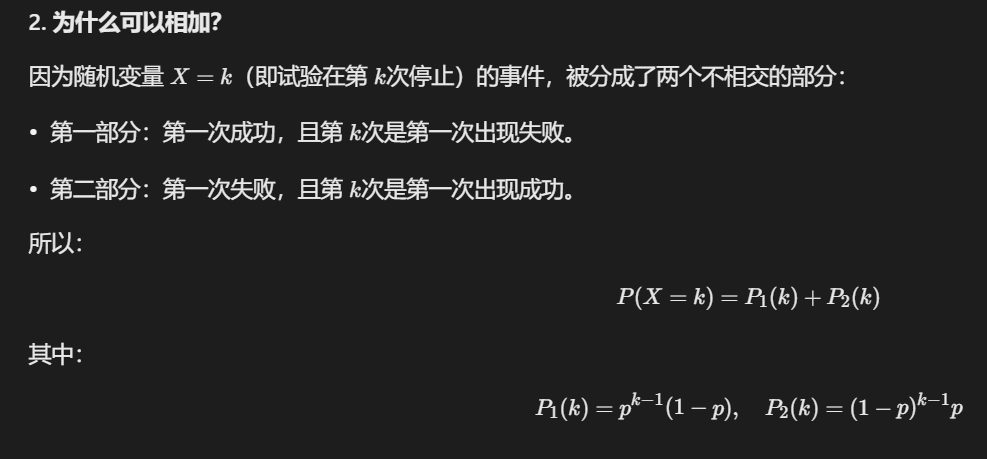 2. 为什么可以相加？
因为随机变量 X = k（即试验在第 k次停止）的事件，被分成了两个不相交的部分：
• 第一部分：第一次成功，且第 k次是第一次出现失败。
• 第二部分：第一次失败，且第 k次是第一次出现成功。
所以：
P(X = k) = P₁(k) + P₂(k)
其中：
P₁(k) = pᵏ⁻¹(1 − p), P₂(k) = (1 − p)ᵏ⁻¹p